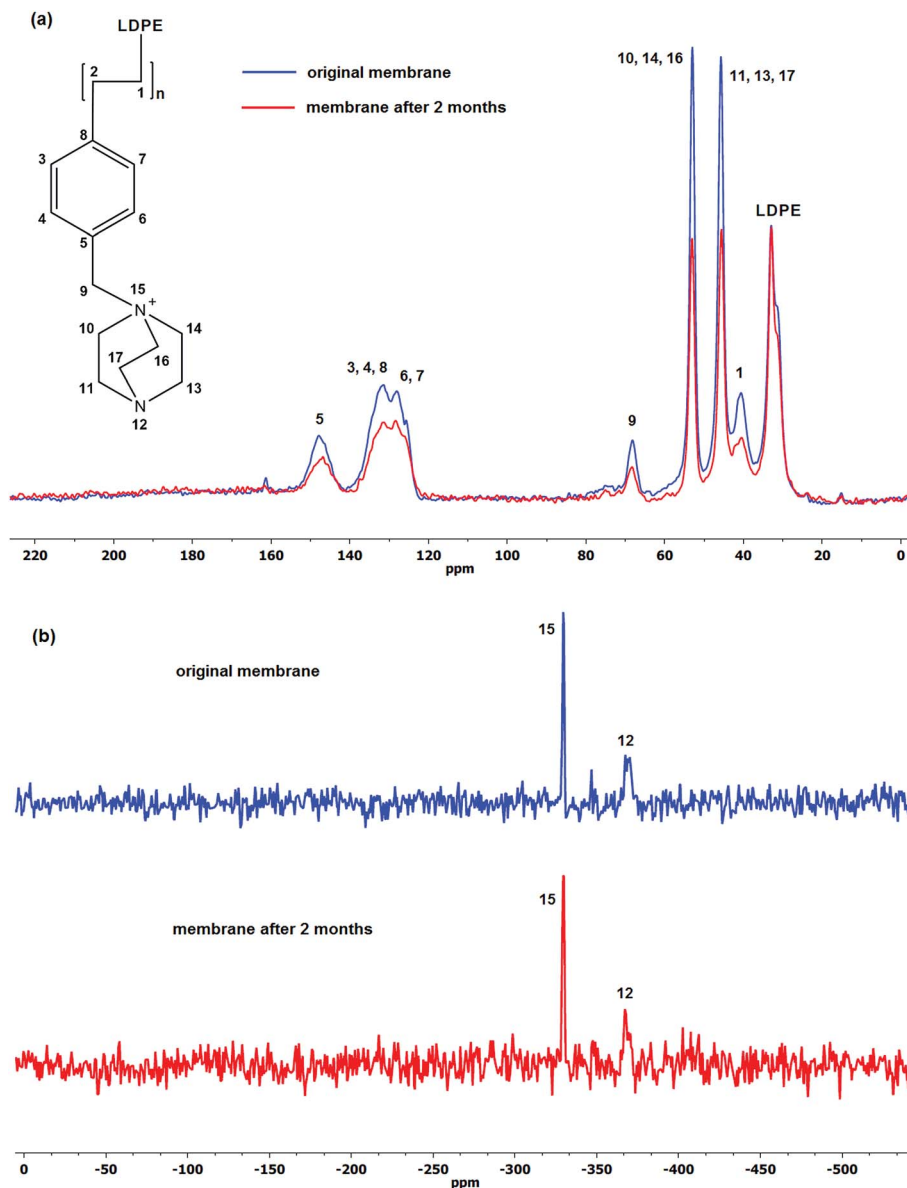 (a)
LDPE
2
1
n
8
3
7
4
6
5
9
15
N
+
10
14
17
16
11
13
N
12
original membrane
membrane after 2 months
10, 14, 16
11, 13, 17
LDPE
1
9
3, 4, 8
6, 7
5
220 200 180 160 140 120 100 80 60 40 20 0
ppm
(b)
original membrane
15
12
membrane after 2 months
15
12
0 -50 -100 -150 -200 -250 -300 -350 -400 -450 -500
ppm